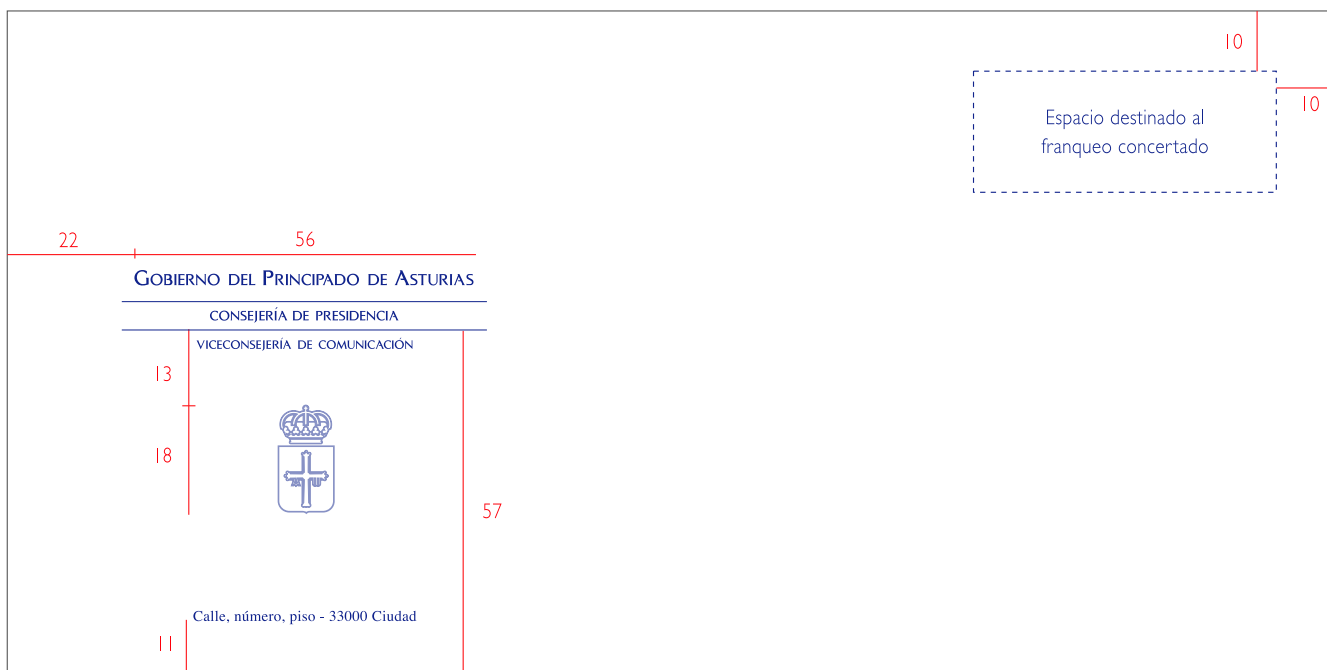 10
10
Espacio destinado al
franqueo concertado
22
56
GOBIERNO DEL PRINCIPADO DE ASTURIAS
CONSEJERÍA DE PRESIDENCIA
VICECONSEJERÍA DE COMUNICACIÓN
13
18
57
Calle, número, piso - 33000 Ciudad
11